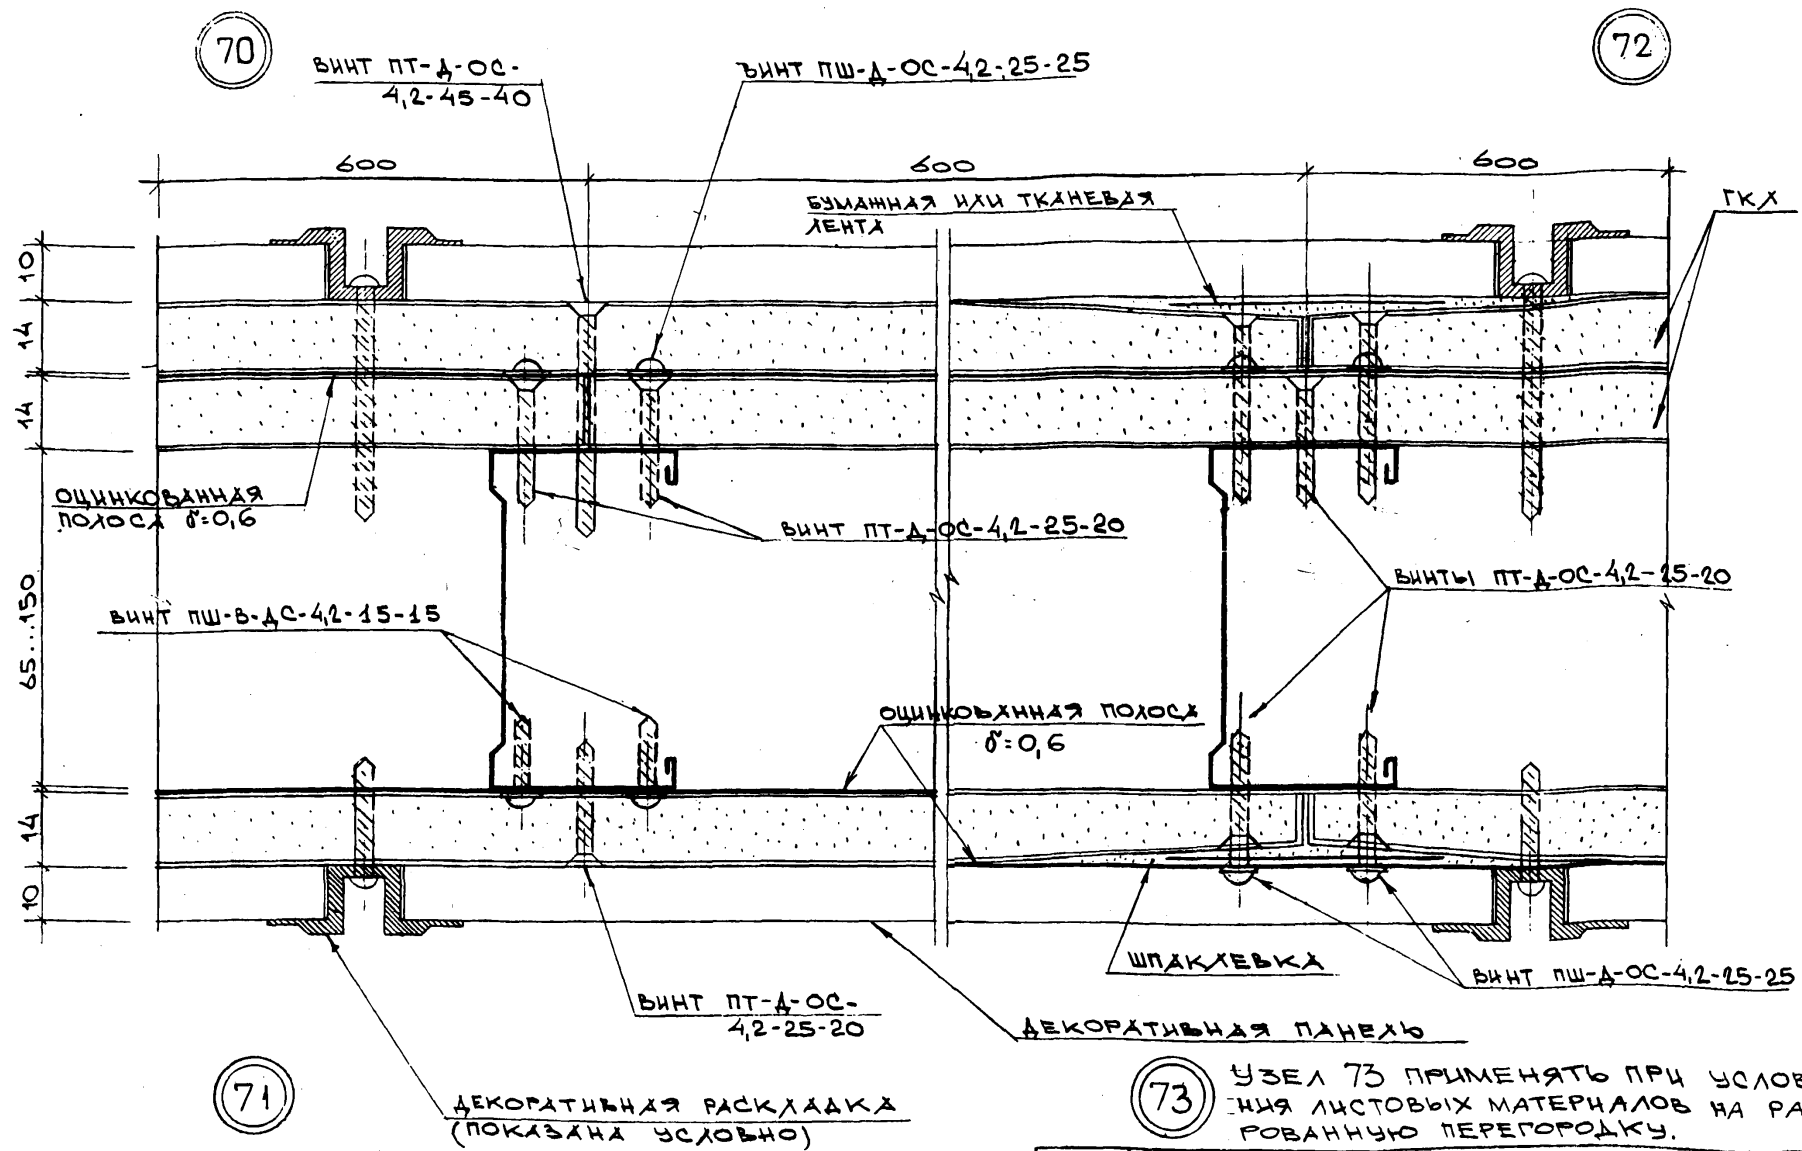 70
72
ВИНТ ПТ-Д-ОС-
4,2-45-40
ВИНТ ПШ-Д-ОС-4,2-25-25
600
600
600
БУМАЖНАЯ ИЛИ ТКАНЕВАЯ
ЛЕНТА
ГКЛ
10
14
14
65...150
14
10
ОЦИНКОВАННАЯ
ПОЛОСА δ=0,6
ВИНТ ПТ-Д-ОС-4,2-25-20
ВИНТЫ ПТ-Д-ОС-4,2-25-20
ВИНТ ПШ-В-ДС-4,2-15-15
ОЦИНКОВАННАЯ ПОЛОСА
δ=0,6
ШПАКЛЕВКА
ВИНТ ПШ-Д-ОС-4,2-25-25
ВИНТ ПТ-Д-ОС-
4,2-25-20
ДЕКОРАТИВНАЯ ПАНЕЛЬ
71
ДЕКОРАТИВНАЯ РАСКЛАДКА
(ПОКАЗАНА УСЛОВНО)
73
УЗЕЛ 73 ПРИМЕНЯТЬ ПРИ УСЛОВ
НИЯ ЛИСТОВЫХ МАТЕРИАЛОВ НА РА
РОВАННУЮ ПЕРЕГОРОДКУ.